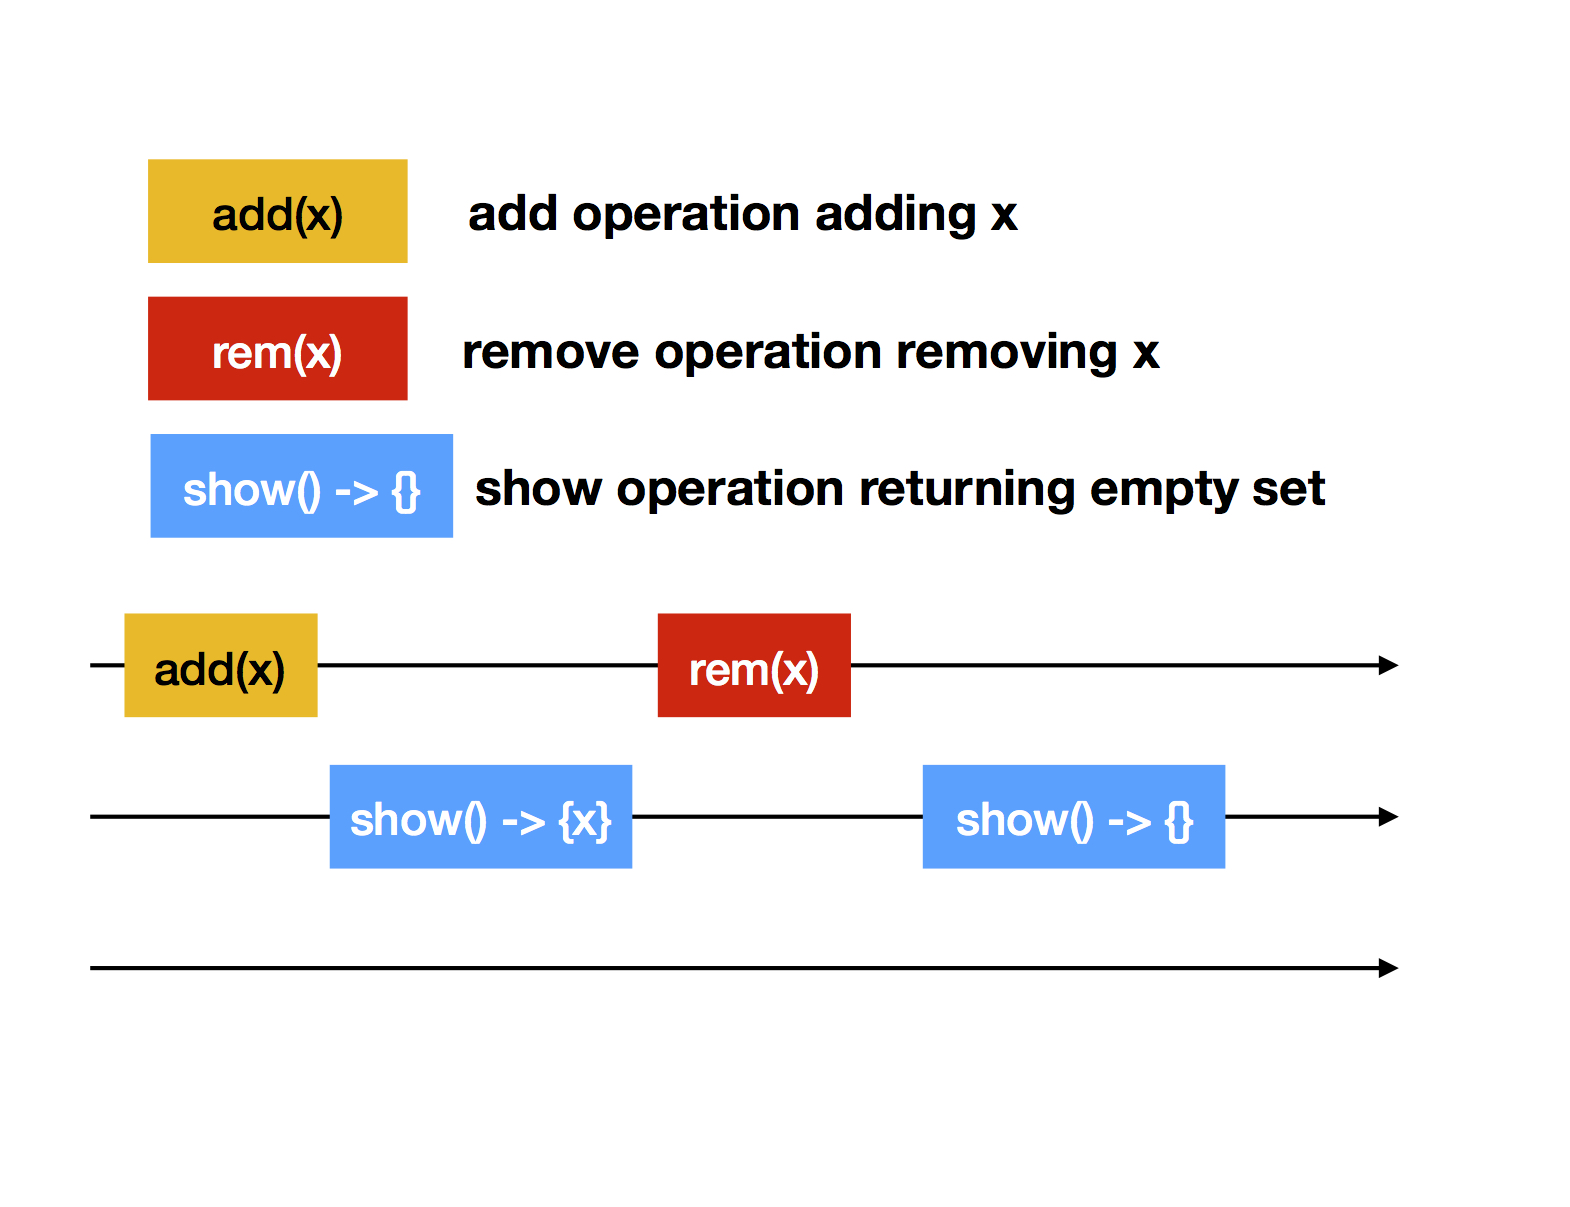 add(x) add operation adding x
rem(x) remove operation removing x
show() -> {} show operation returning empty set
add(x) rem(x)
show() -> {x} show() -> {}